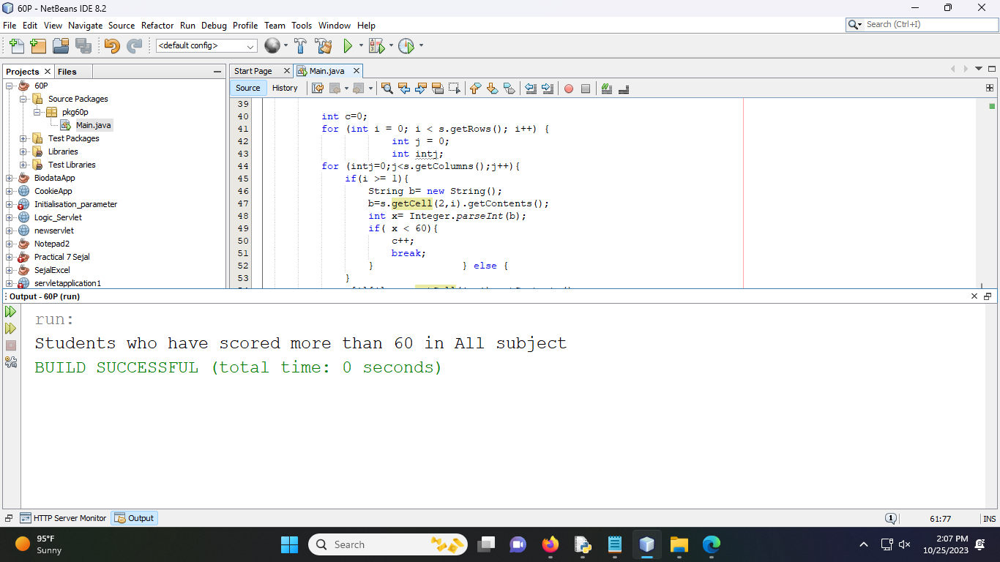 60P - NetBeans IDE 8.2
File Edit View Navigate Source Refactor Run Debug Profile Team Tools Window Help
Search (Ctrl+I)
<default config>
Projects Files
Start Page Main.java
60P
Source Packages
pkg60p
Main.java
Test Packages
Libraries
Test Libraries
BiodataApp
CookieApp
Initialisation_parameter
Logic_Servlet
newservlet
Notepad2
Practical 7 Sejal
SejalExcel
servletapplication1
Source History
39
40 int c=0;
41 for (int i = 0; i < s.getRows(); i++) {
42 int j = 0;
43 int intj;
44 for (intj=0;j<s.getColumns();j++){
45 if(i >= 1){
46 String b= new String();
47 b=s.getCell(2,i).getContents();
48 int x= Integer.parseInt(b);
49 if( x < 60){
50 c++;
51 break;
52 } } else {
53 }
Output - 60P (run)
run:
Students who have scored more than 60 in All subject
BUILD SUCCESSFUL (total time: 0 seconds)
HTTP Server Monitor Output
1 61:77 INS
95°F
Sunny
Search
2:07 PM
10/25/2023